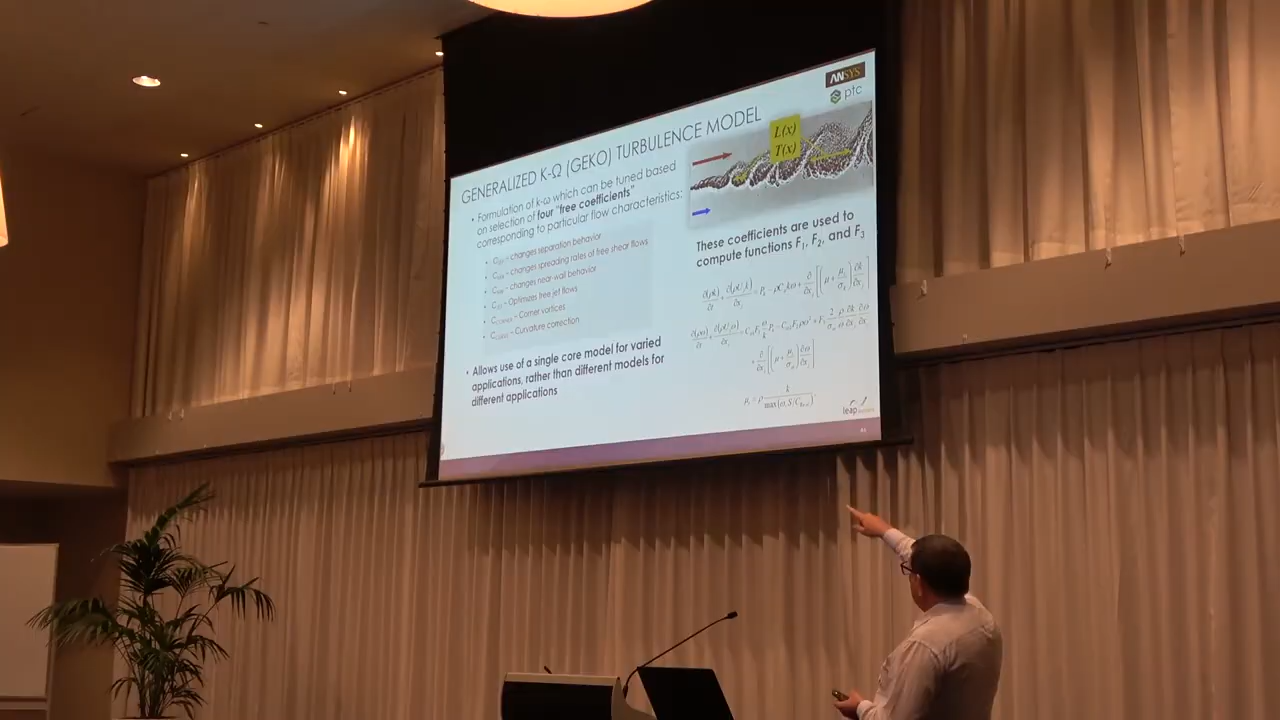 ANSYS
ptc
GENERALIZED K-Ω (GEKO) TURBULENCE MODEL
L(x)
T(x)
• Formulation of k-ω which can be tuned based
on selection of four "free coefficients"
corresponding to particular flow characteristics:
– changes separation behavior
– changes spreading rates of free shear flows
– changes near-wall behavior
– Optimizes free jet flows
– Corner vortices
– Curvature correction
• Allows use of a single core model for varied
applications, rather than different models for
different applications
These coefficients are used to
compute functions F₁, F₂, and F₃
leap